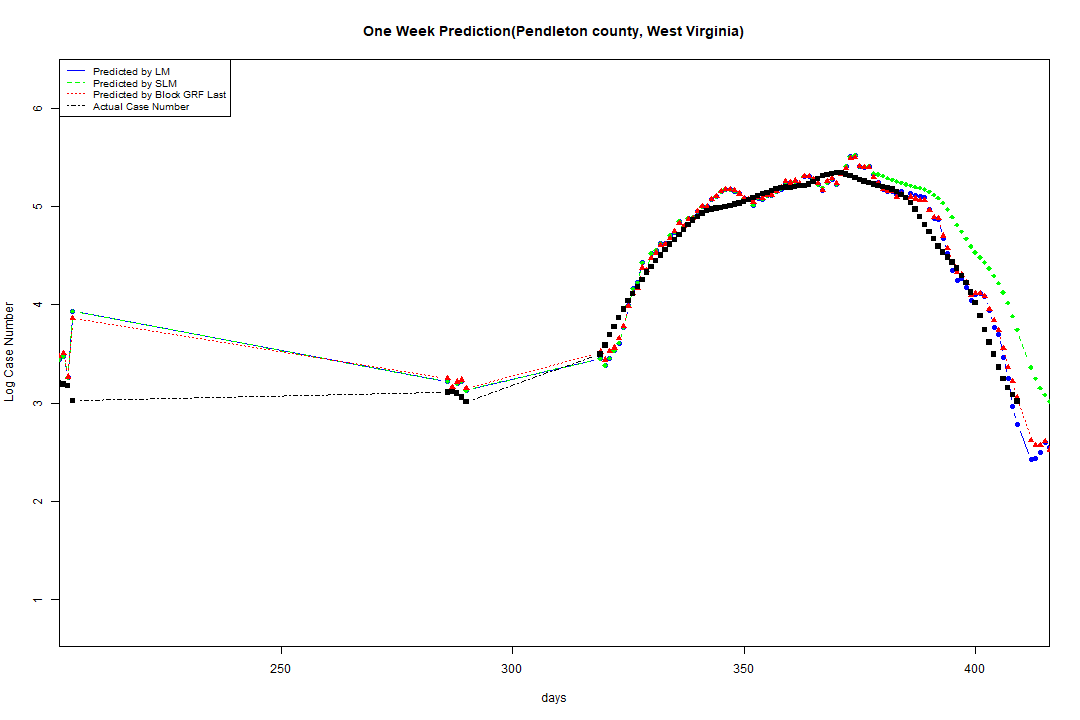 One Week Prediction(Pendleton county, West Virginia)
Predicted by LM
Predicted by SLM
Predicted by Block GRF Last
Actual Case Number
Log Case Number
6
5
4
3
2
1
250 300 350 400
days